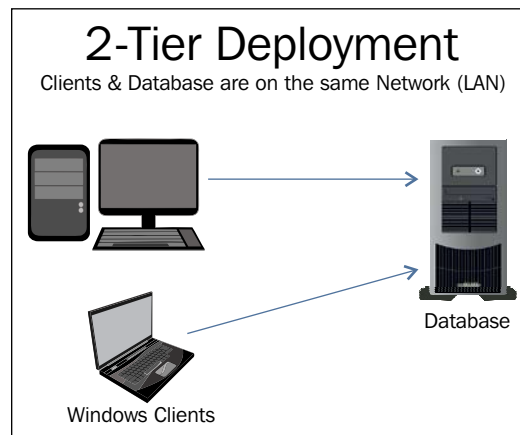 2-Tier Deployment
Clients & Database are on the same Network (LAN)
Database
Windows Clients